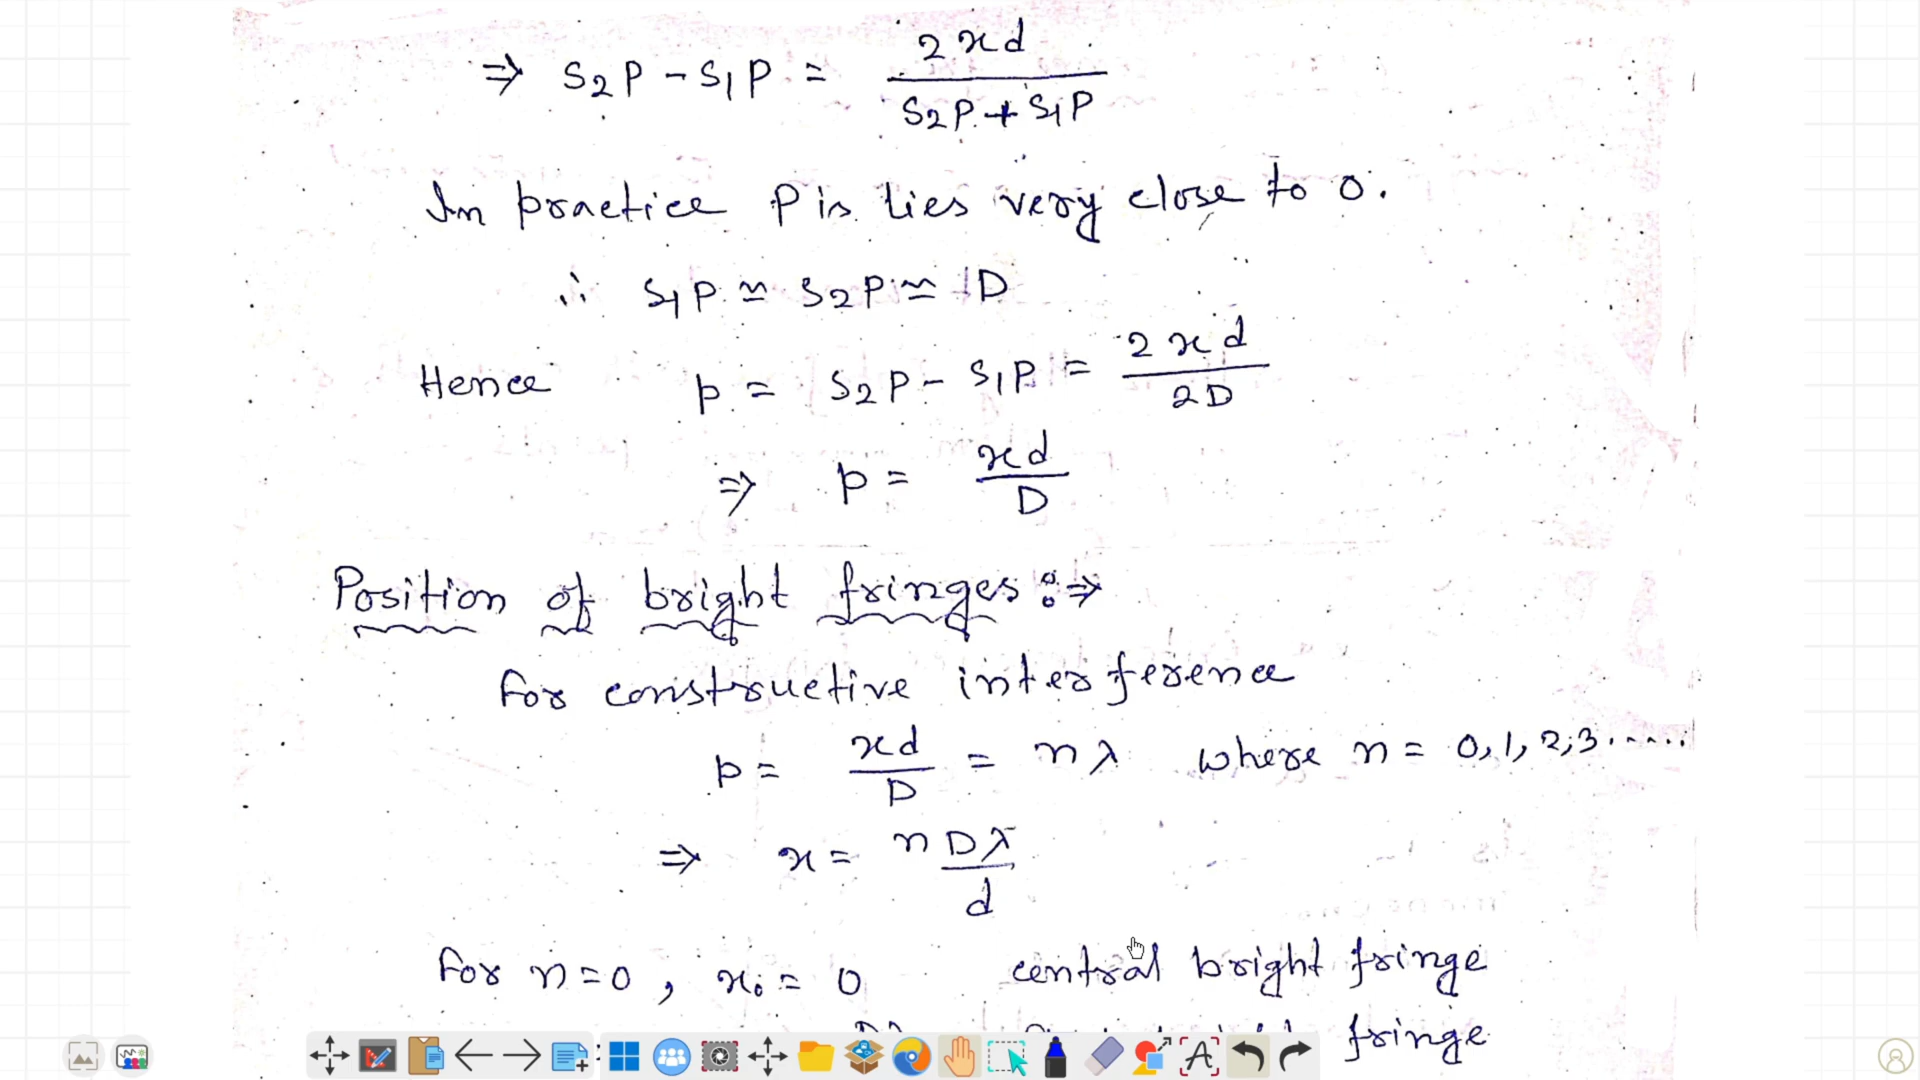 ⇒ S₂P - S₁P = 2xd / S₂P + S₁P
In practice P is lies very close to O.
∴ S₁P ≃ S₂P ≃ D
Hence p = S₂P - S₁P = 2xd / 2D
⇒ p = xd / D
Position of bright fringes :⇒
For constructive interference
p = xd / D = nλ where n = 0, 1, 2, 3 ......
⇒ x = n Dλ / d
For n = 0, x₀ = 0 central bright fringe
fringe